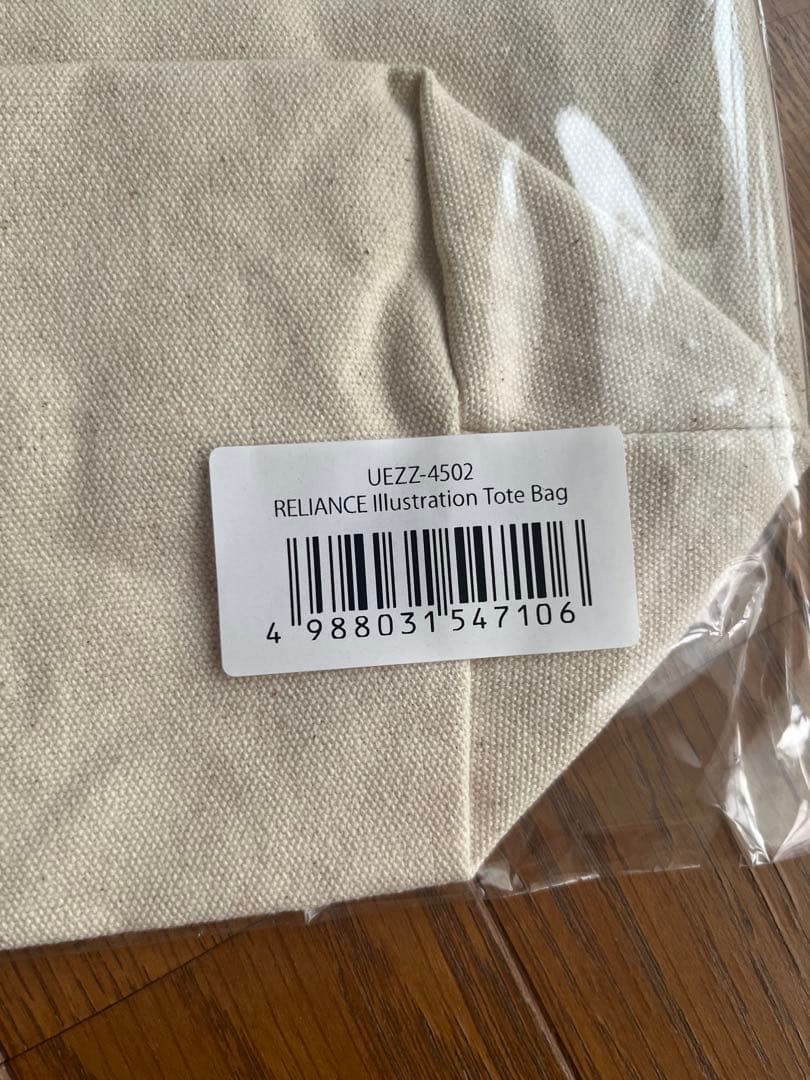 UEZZ-4502
RELIANCE Illustration Tote Bag
4 988031 547106